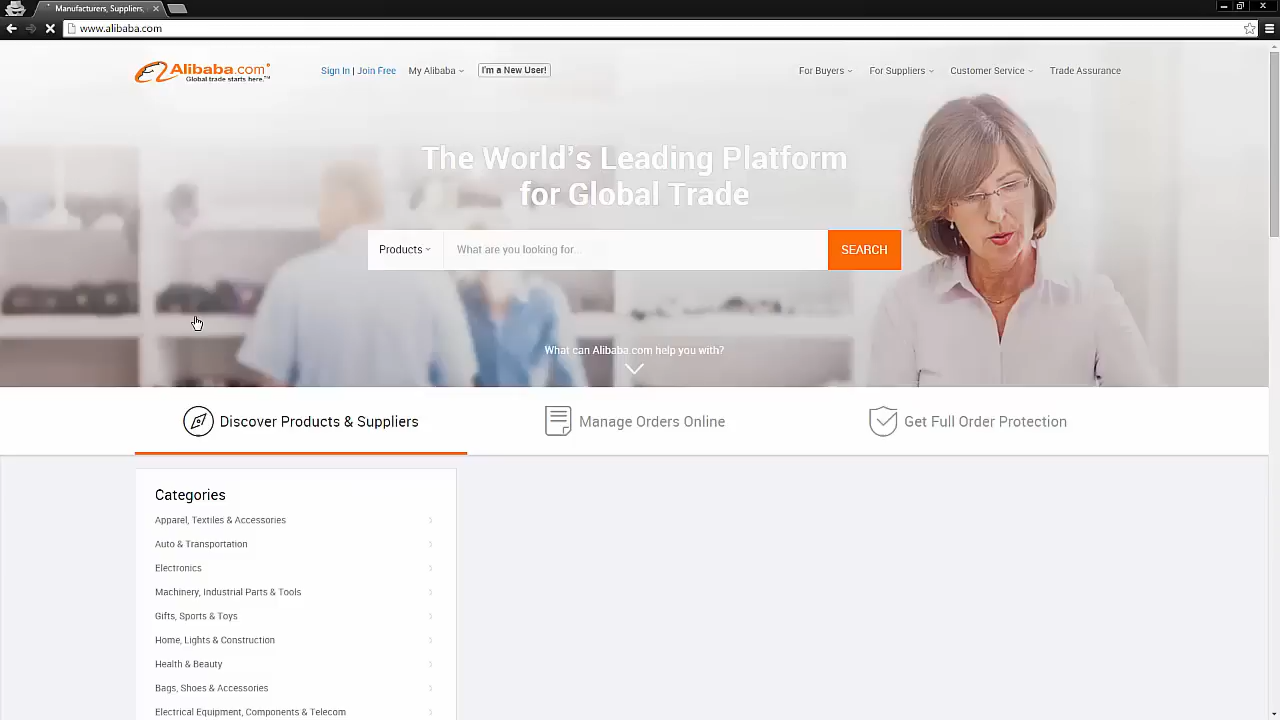 Manufacturers, Suppliers,
www.alibaba.com
Alibaba.com
Global trade starts here.™
Sign In | Join Free
My Alibaba
I'm a New User!
For Buyers
For Suppliers
Customer Service
Trade Assurance
The World's Leading Platform
for Global Trade
Products
What are you looking for...
SEARCH
What can Alibaba.com help you with?
Discover Products & Suppliers
Manage Orders Online
Get Full Order Protection
Categories
Apparel, Textiles & Accessories
Auto & Transportation
Electronics
Machinery, Industrial Parts & Tools
Gifts, Sports & Toys
Home, Lights & Construction
Health & Beauty
Bags, Shoes & Accessories
Electrical Equipment, Components & Telecom